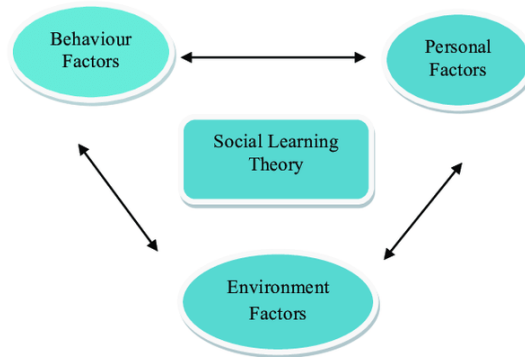 Behaviour
Factors
Personal
Factors
Social Learning
Theory
Environment
Factors